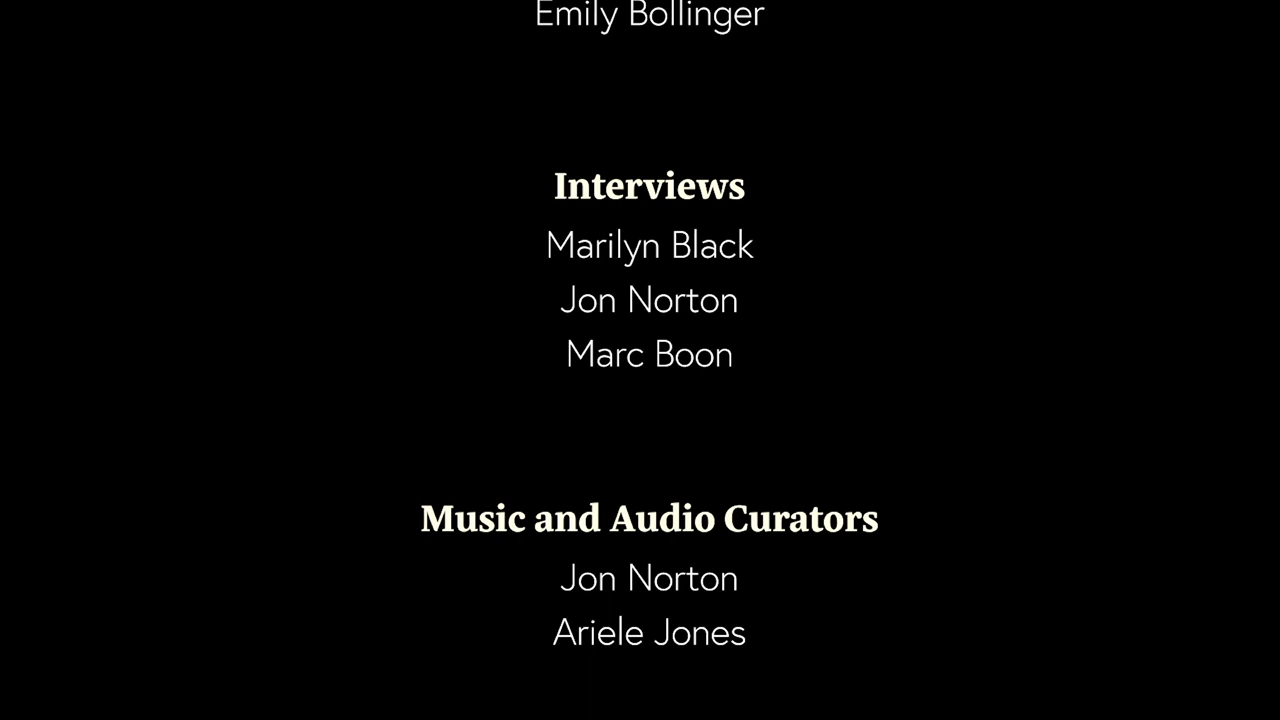 Emily Bollinger
Interviews
Marilyn Black
Jon Norton
Marc Boon
Music and Audio Curators
Jon Norton
Ariele Jones